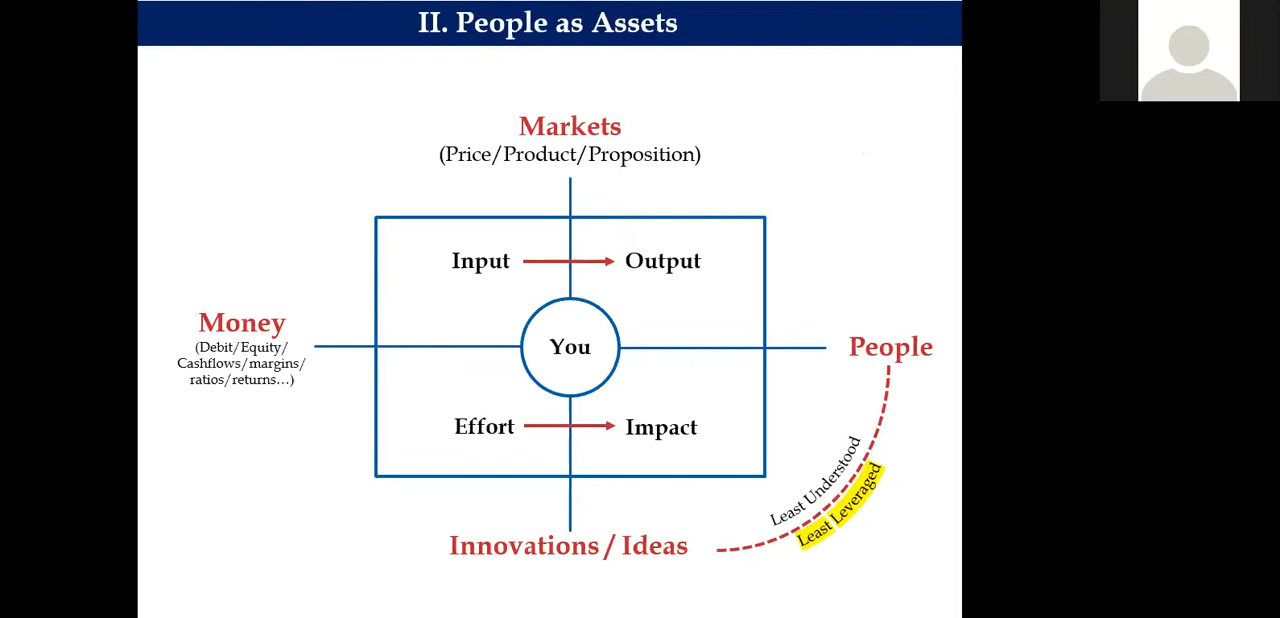 II. People as Assets
Markets
(Price/Product/Proposition)
Input
Output
Money
(Debit/Equity/
Cashflows/margins/
ratios/returns...)
You
People
Effort
Impact
Least Understood
Least Leveraged
Innovations / Ideas